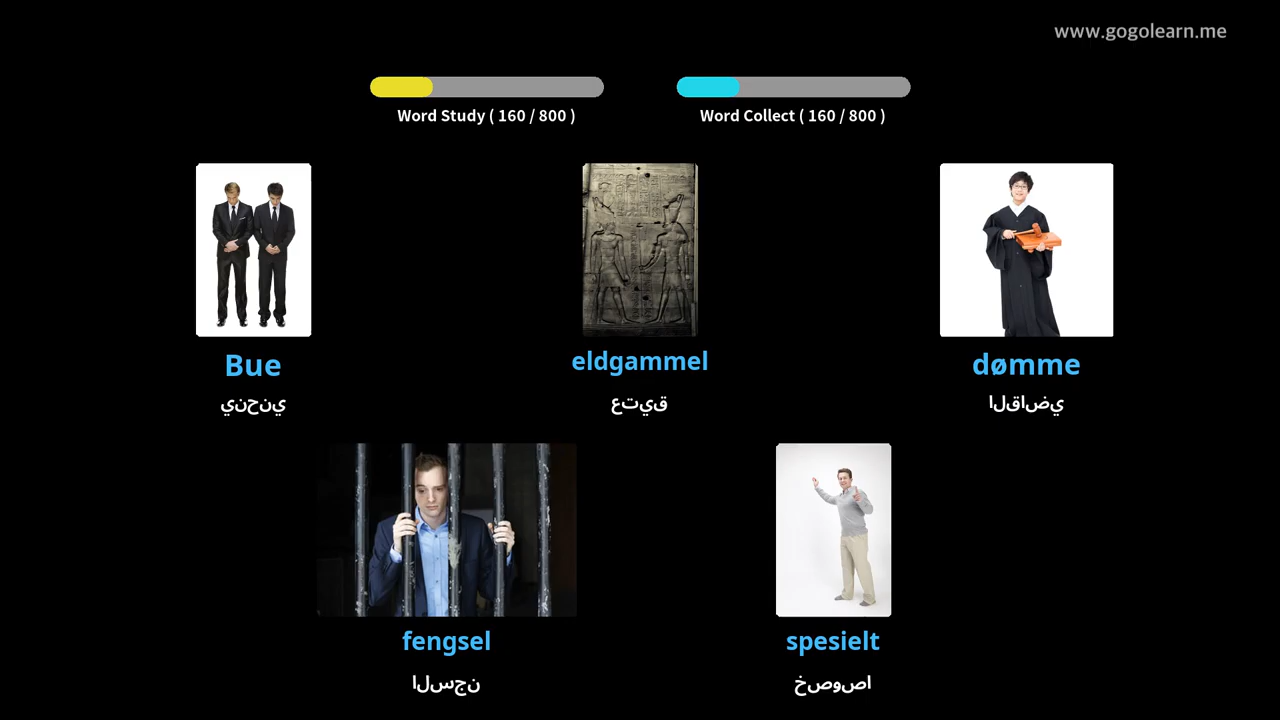 www.gogolearn.me
Word Study ( 160 / 800 )
Word Collect ( 160 / 800 )
Bue
eldgammel
dømme
ينحني
عتيق
القاضي
fengsel
spesielt
السجن
خصوصا